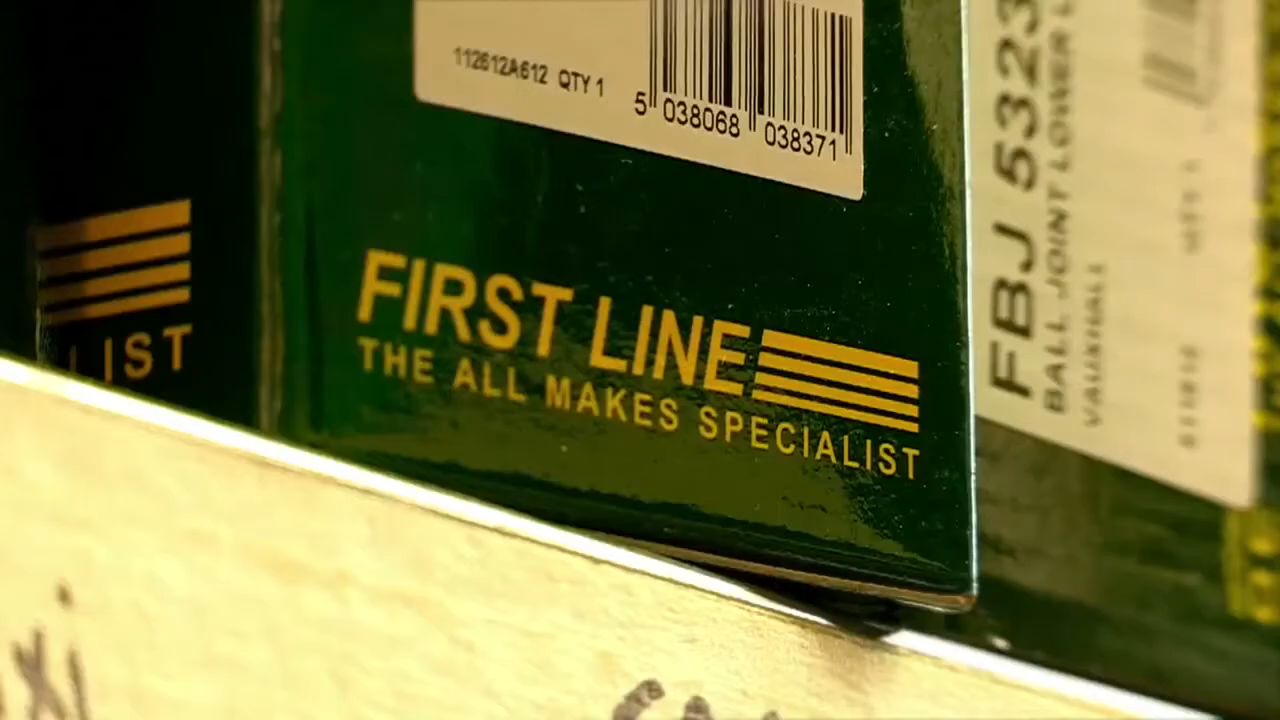 112612A612 QTY 1
5 038068 038371
FIRST LINE
THE ALL MAKES SPECIALIST
LIST
FBJ 5323
BALL JOINT LOWER
VAUXHALL